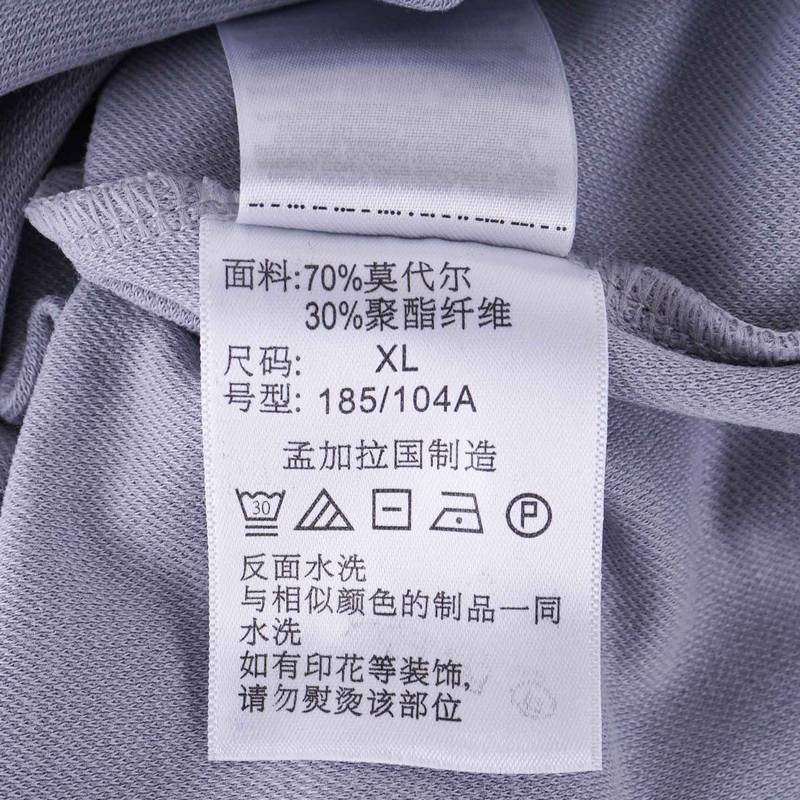 面料:70%莫代尔
30%聚酯纤维
尺码: XL
号型: 185/104A
孟加拉国制造
30 P
反面水洗
与相似颜色的制品一同
水洗
如有印花等装饰,
请勿熨烫该部位